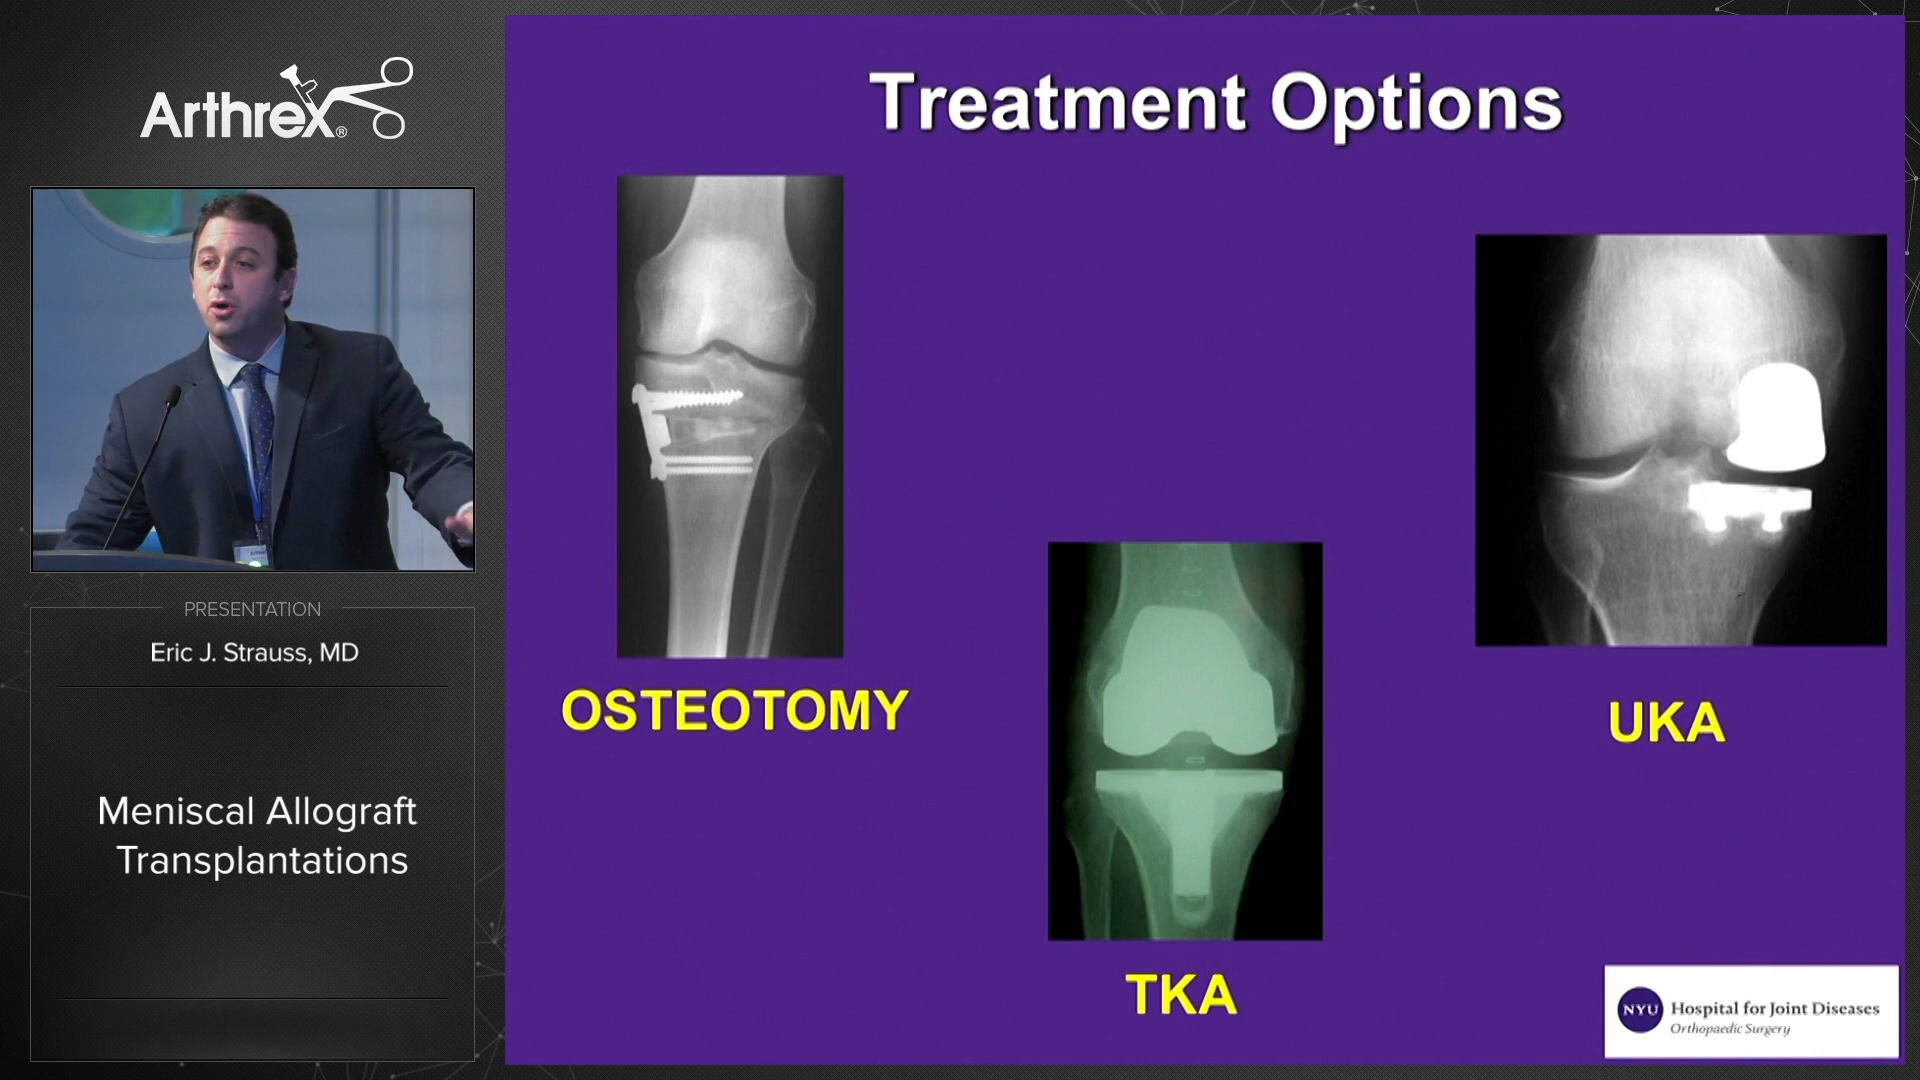 Arthrex®
PRESENTATION
Eric J. Strauss, MD
Meniscal Allograft
Transplantations
Treatment Options
OSTEOTOMY
TKA
UKA
NYU
Hospital for Joint Diseases
Orthopaedic Surgery